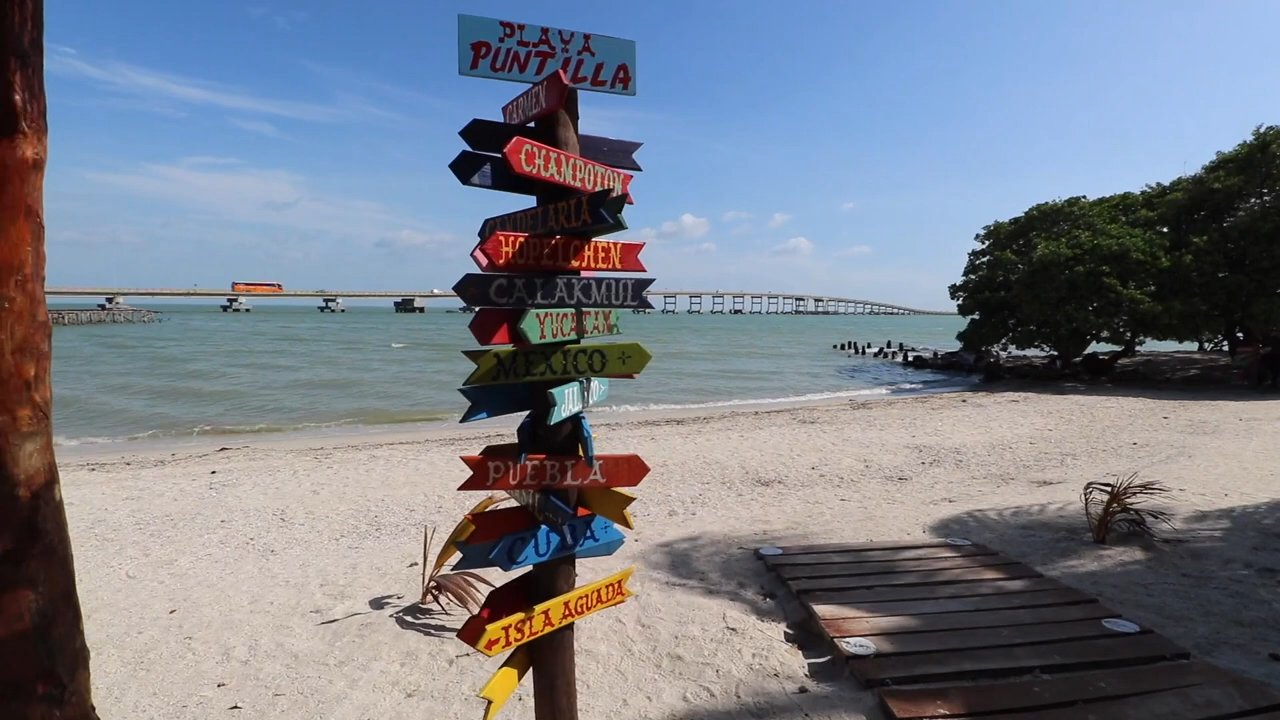 PLAYA
PUNTILLA
CARMEN
CHAMPOTON
CANDELARIA
HOPELCHEN
CALAKMUL
YUCATAN
MEXICO
JALISCO
PUEBLA
CUBA
ISLA AGUADA